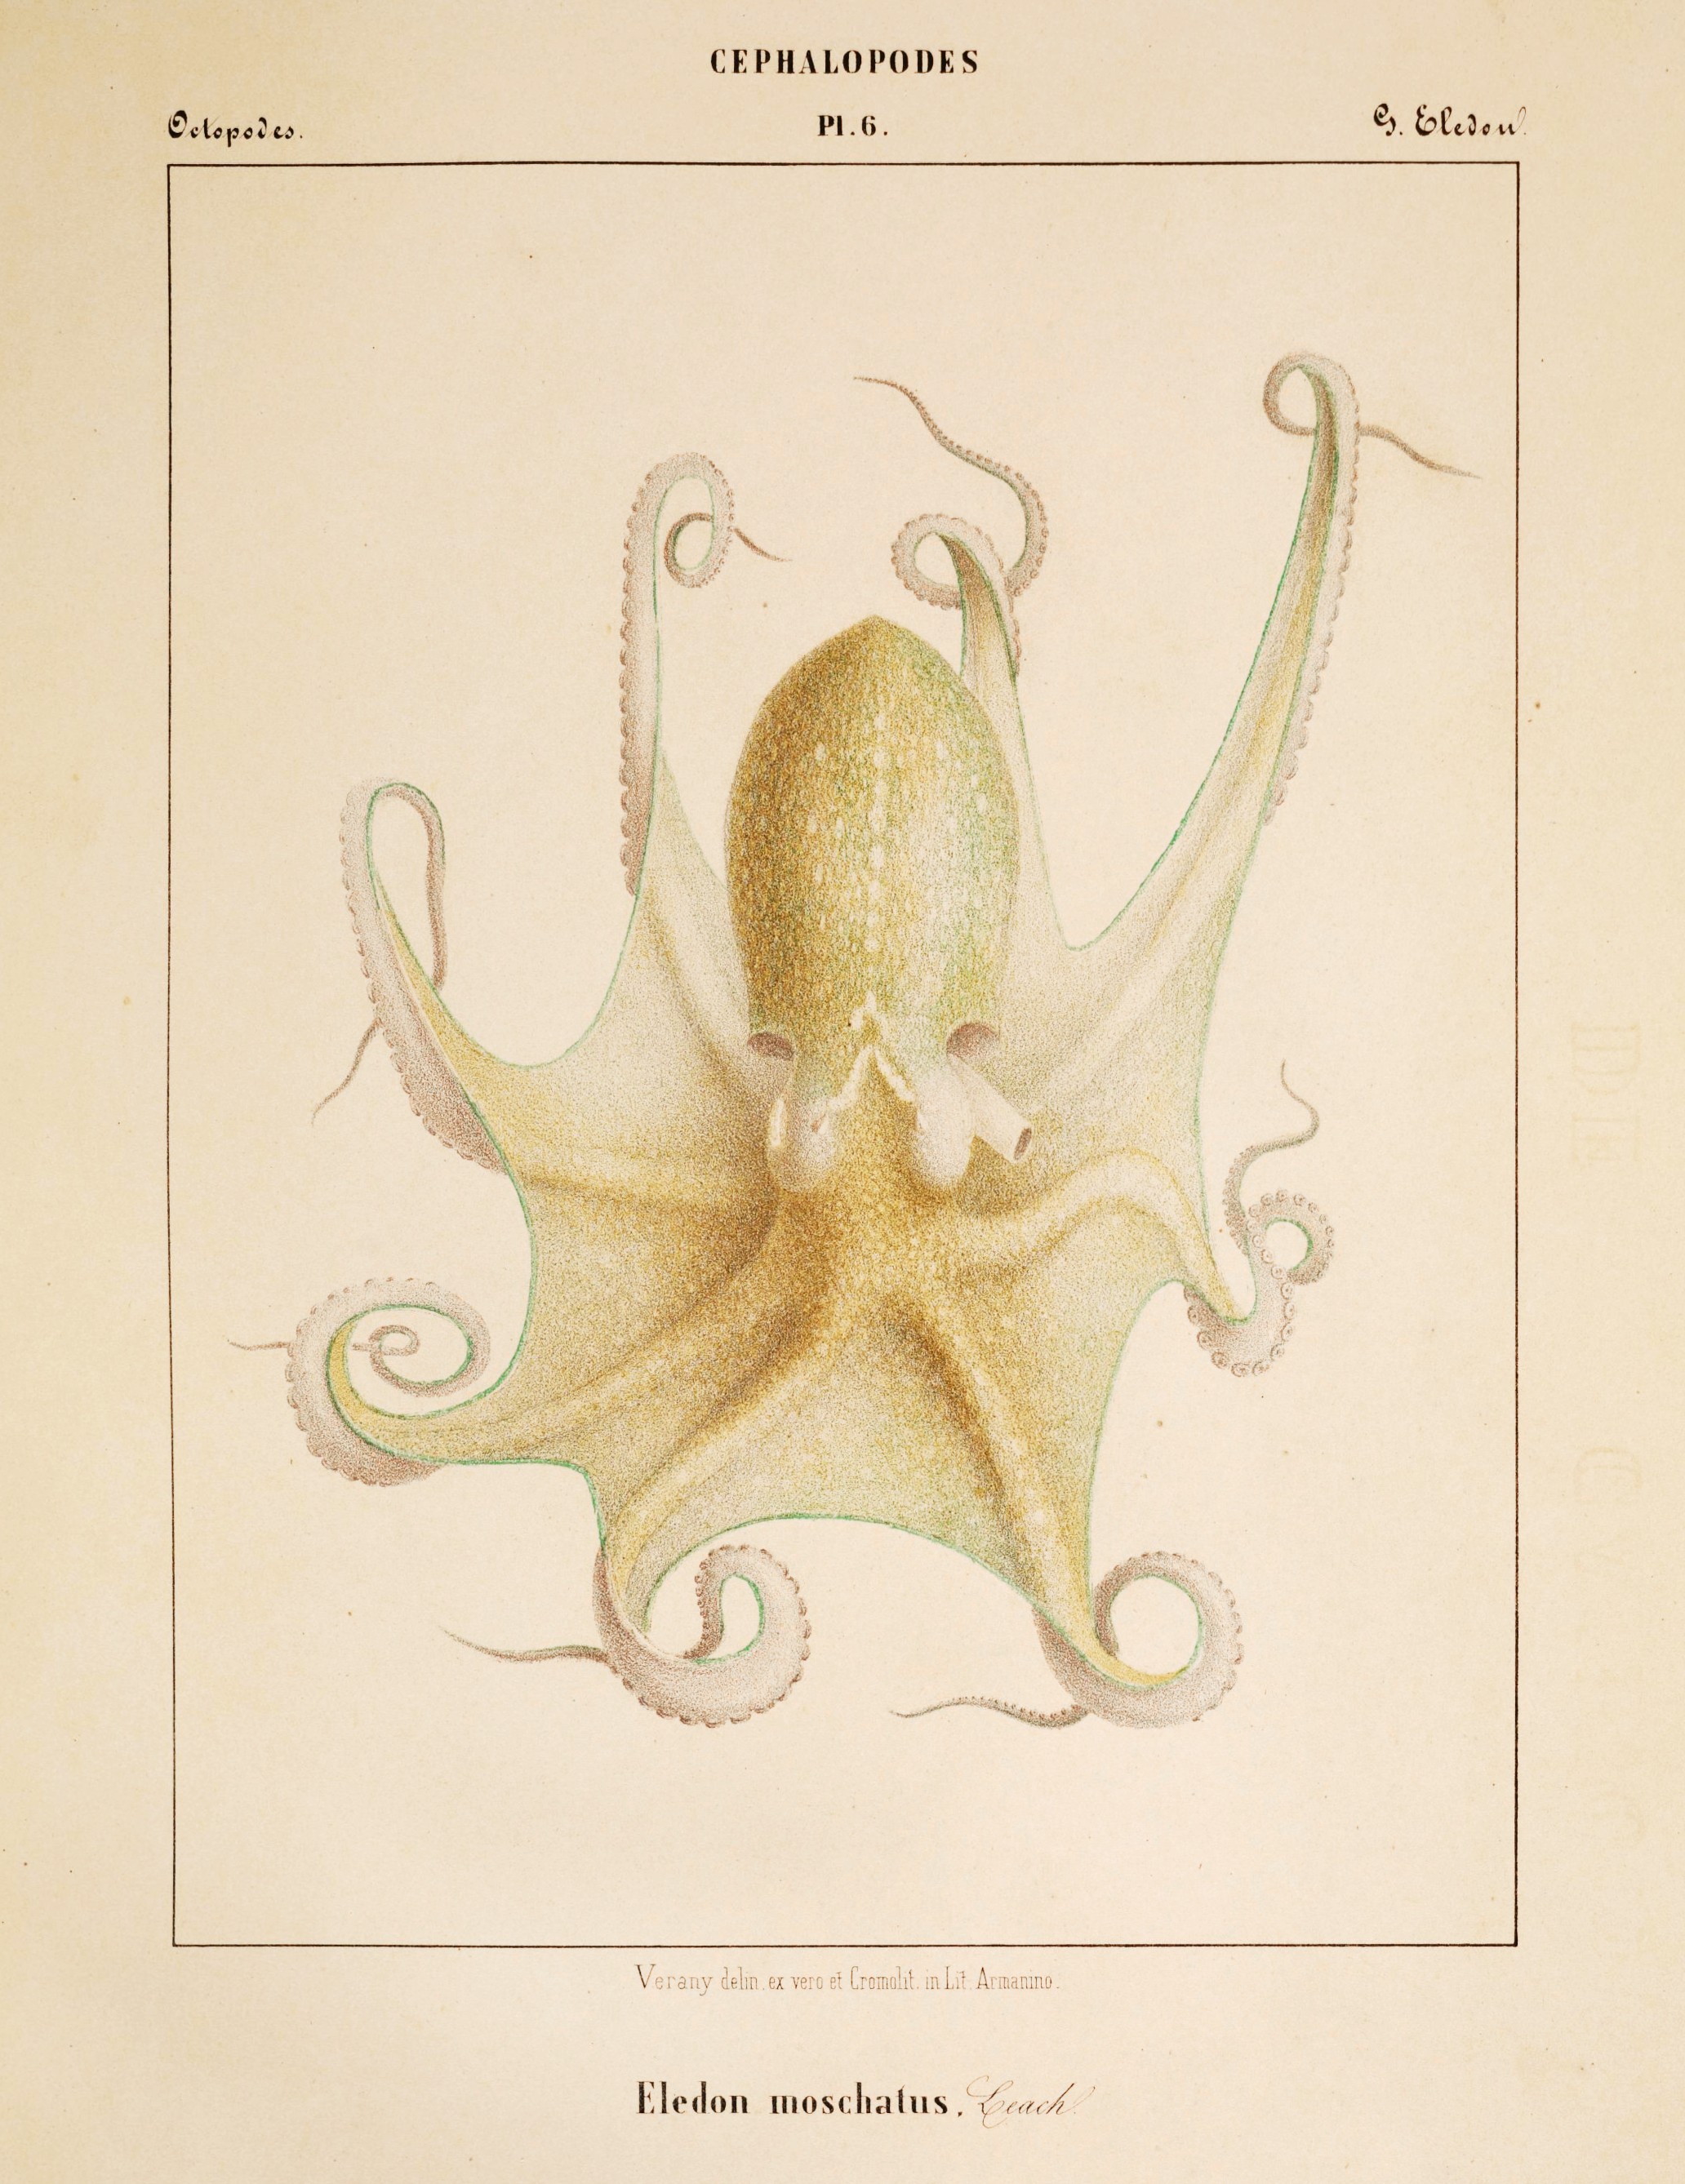 CEPHALOPODES
Octopodes. Pl. 6. G. Eledon.
Verany delin. ex vero et Cromolit. in Lit. Armanino.
Eledon moschatus. Leach.